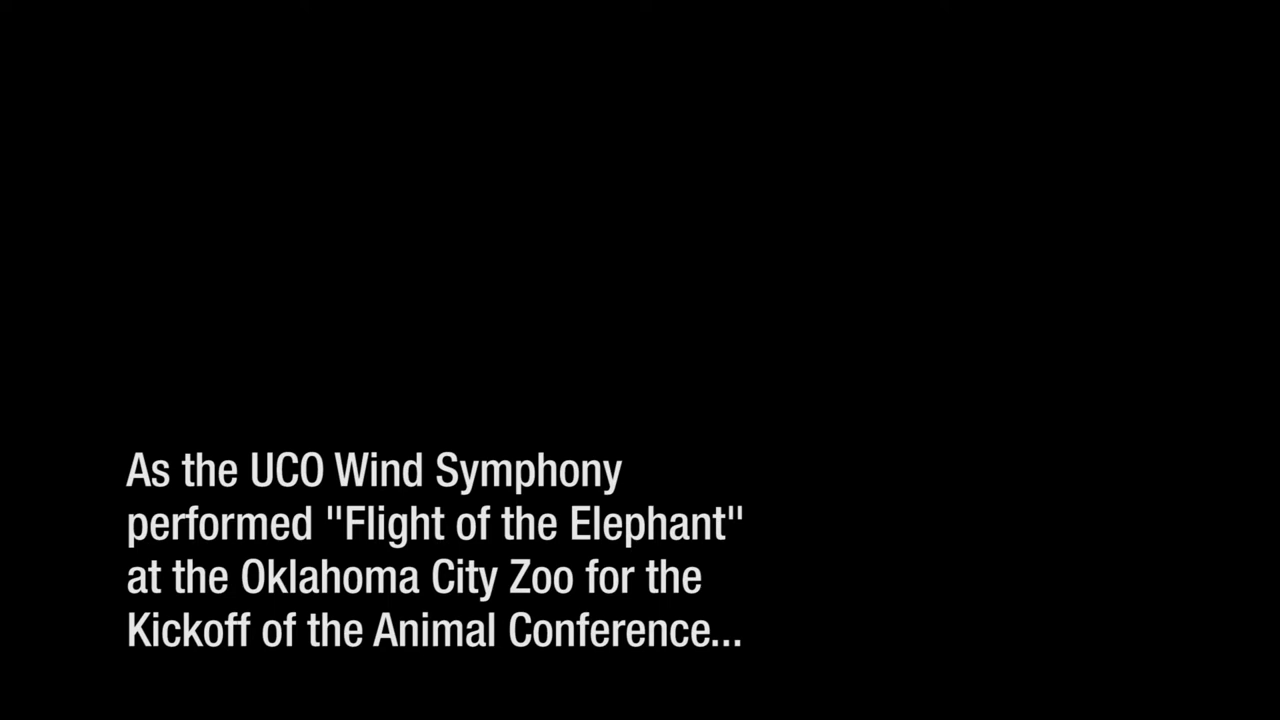 As the UCO Wind Symphony
performed "Flight of the Elephant"
at the Oklahoma City Zoo for the
Kickoff of the Animal Conference...